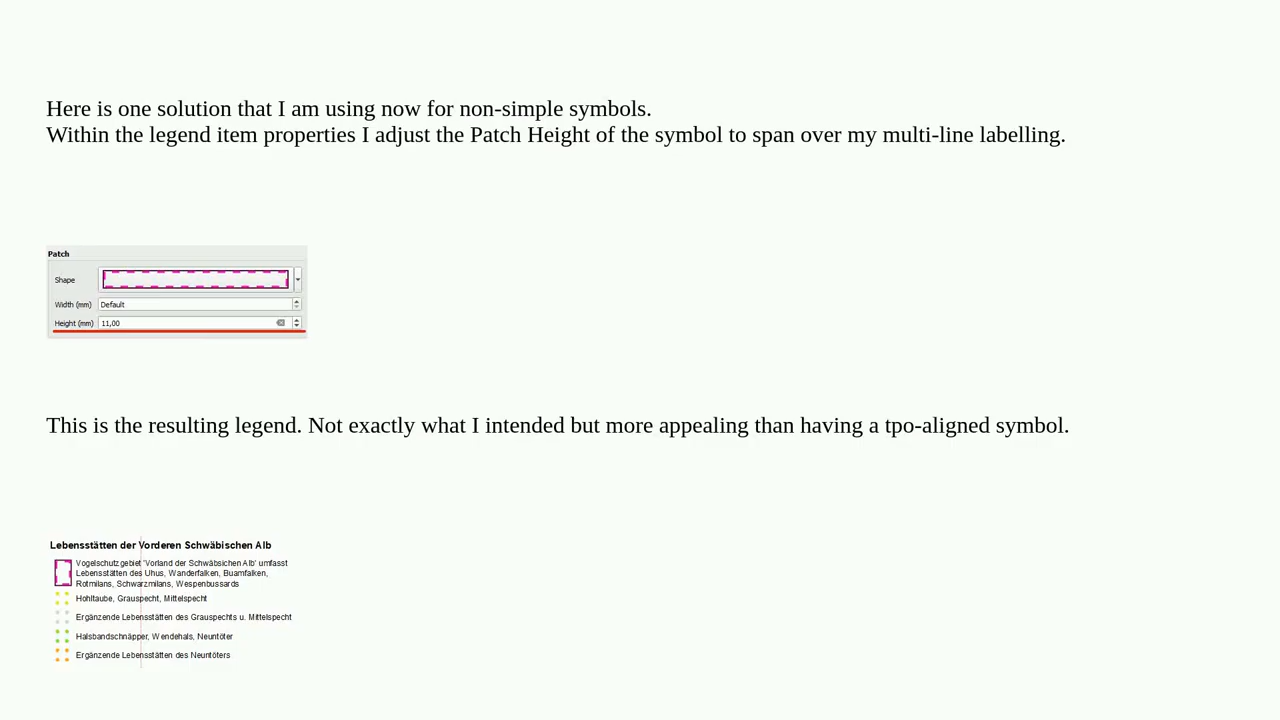 Here is one solution that I am using now for non-simple symbols.
Within the legend item properties I adjust the Patch Height of the symbol to span over my multi-line labelling.
Patch
Shape
Width (mm) Default
Height (mm) 11,00
This is the resulting legend. Not exactly what I intended but more appealing than having a tpo-aligned symbol.
Lebensstätten der Vorderen Schwäbischen Alb
Vogelschutzgebiet 'Vorland der Schwäbsichen Alb' umfasst
Lebensstätten des Uhus, Wanderfalken, Buamfalken,
Rotmilans, Schwarzmilans, Wespenbussards
Hohltaube, Grauspecht, Mittelspecht
Ergänzende Lebensstätten des Grauspechts u. Mittelspecht
Halsbandschnäpper, Wendehals, Neuntöter
Ergänzende Lebensstätten des Neuntöters